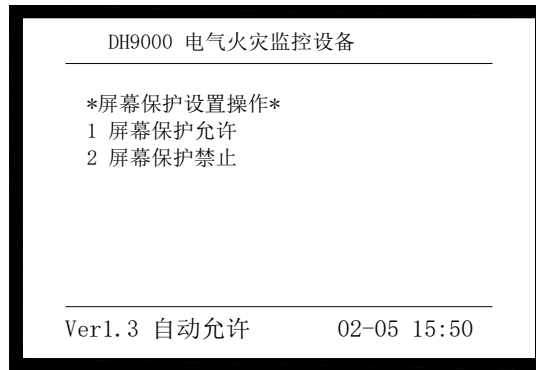 DH9000 电气火灾监控设备
*屏幕保护设置操作*
1 屏幕保护允许
2 屏幕保护禁止
Ver1.3 自动允许 02-05 15:50